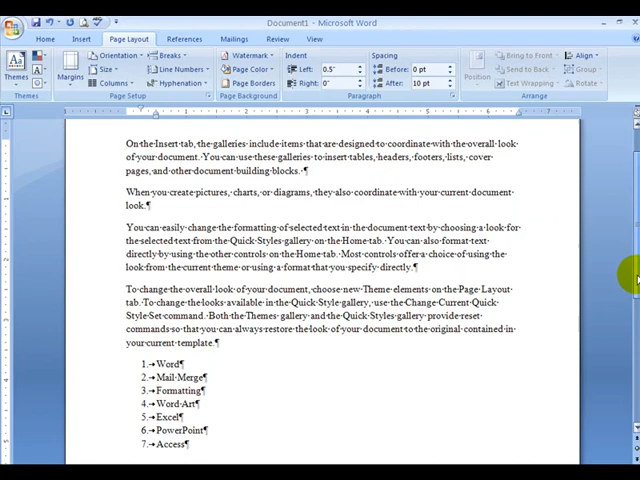 Document1 - Microsoft Word
Home Insert Page Layout References Mailings Review View
Themes
Themes
Margins
Orientation
Size
Columns
Breaks
Line Numbers
Hyphenation
Page Setup
Watermark
Page Color
Page Borders
Page Background
Indent
Left: 0.5"
Right: 0"
Spacing
Before: 0 pt
After: 10 pt
Paragraph
Position
Bring to Front
Send to Back
Text Wrapping
Align
Group
Rotate
Arrange
On·the·Insert·tab,·the·galleries·include·items·that·are·designed·to·coordinate·with·the·overall·look·
of·your·document.··You·can·use·these·galleries·to·insert·tables,·headers,·footers,·lists,·cover·
pages,·and·other·document·building·blocks.··¶
When·you·create·pictures,·charts,·or·diagrams,·they·also·coordinate·with·your·current·document·
look.¶
You·can·easily·change·the·formatting·of·selected·text·in·the·document·text·by·choosing·a·look·for·
the·selected·text·from·the·Quick·Styles·gallery·on·the·Home·tab.··You·can·also·format·text·
directly·by·using·the·other·controls·on·the·Home·tab.··Most·controls·offer·a·choice·of·using·the·
look·from·the·current·theme·or·using·a·format·that·you·specify·directly.¶
To·change·the·overall·look·of·your·document,·choose·new·Theme·elements·on·the·Page·Layout·
tab.··To·change·the·looks·available·in·the·Quick·Style·gallery,·use·the·Change·Current·Quick·
Style·Set·command.··Both·the·Themes··gallery·and·the·Quick·Styles·gallery·provide·reset·
commands·so·that·you·can·always·restore·the·look·of·your·document·to·the·original·contained·in·
your·current·template.¶
1.→Word¶
2.→Mail·Merge¶
3.→Formatting¶
4.→Word·Art¶
5.→Excel¶
6.→PowerPoint¶
7.→Access¶